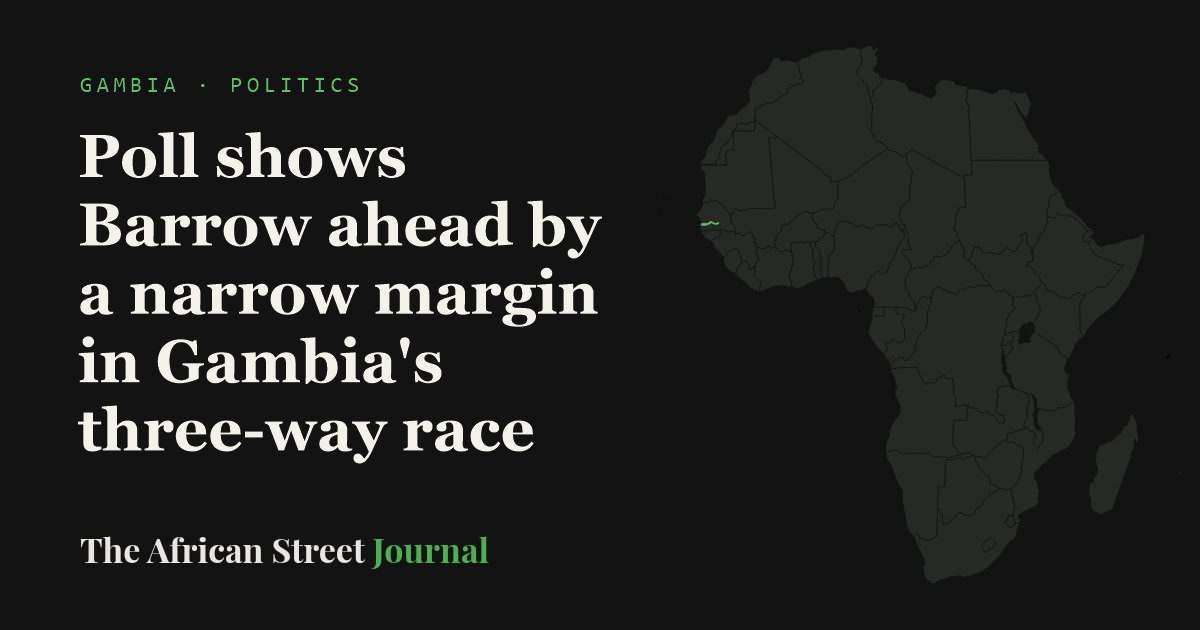 GAMBIA · POLITICS
Poll shows
Barrow ahead by
a narrow margin
in Gambia's
three-way race
The African Street Journal